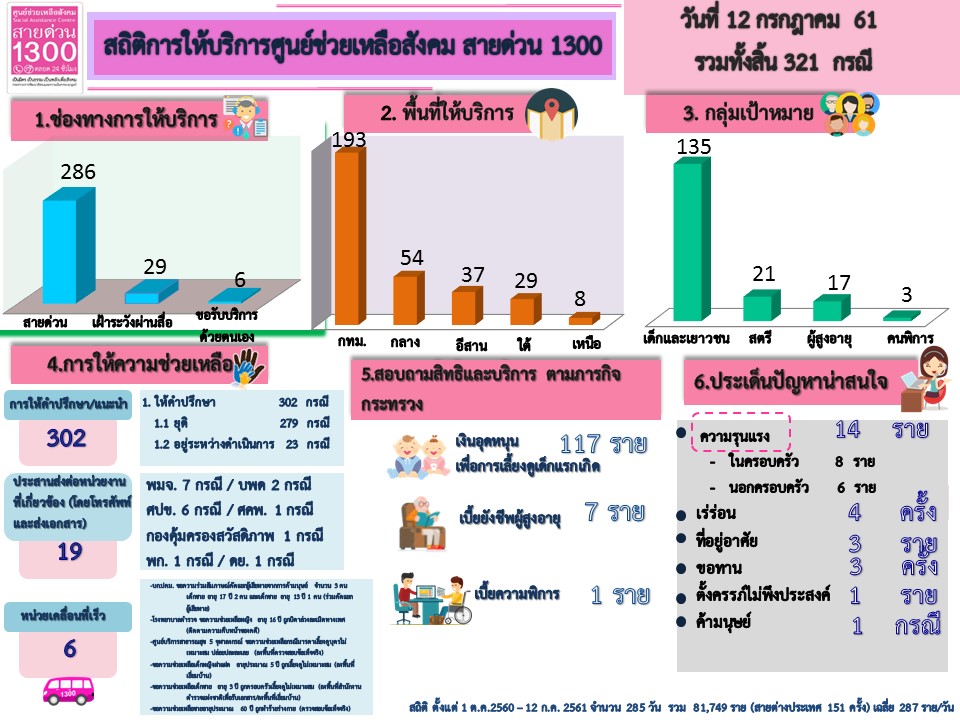 ศูนย์ช่วยเหลือสังคม
Social Assistance Centre
สายด่วน
1300
ตลอด 24 ชั่วโมง
สถิติการให้บริการศูนย์ช่วยเหลือสังคม สายด่วน 1300
วันที่ 12 กรกฎาคม 61
รวมทั้งสิ้น 321 กรณี
1.ช่องทางการให้บริการ
286
29
6
สายด่วน
เฝ้าระวังผ่านสื่อ
ขอรับบริการ
ด้วยตนเอง
2. พื้นที่ให้บริการ
193
54
37
29
8
กทม.
กลาง
อีสาน
ใต้
เหนือ
3. กลุ่มเป้าหมาย
135
21
17
3
เด็กและเยาวชน
สตรี
ผู้สูงอายุ
คนพิการ
4.การให้ความช่วยเหลือ
การให้คำปรึกษา/แนะนำ
302
1. ให้คำปรึกษา 302 กรณี
1.1 ยุติ 279 กรณี
1.2 อยู่ระหว่างดำเนินการ 23 กรณี
ประสานส่งต่อหน่วยงาน
ที่เกี่ยวข้อง (โดยโทรศัพท์
และส่งเอกสาร)
19
พมจ. 7 กรณี / บพด 2 กรณี
ศปข. 6 กรณี / ศดพ. 1 กรณี
กองคุ้มครองสวัสดิภาพ 1 กรณี
พก. 1 กรณี / ดย. 1 กรณี
หน่วยเคลื่อนที่เร็ว
6
1300
5.สอบถามสิทธิและบริการ ตามภารกิจ
กระทรวง
เงินอุดหนุน 117 ราย
เพื่อการเลี้ยงดูเด็กแรกเกิด
เบี้ยยังชีพผู้สูงอายุ 7 ราย
เบี้ยความพิการ 1 ราย
6.ประเด็นปัญหาน่าสนใจ
ความรุนแรง 14 ราย
- ในครอบครัว 8 ราย
- นอกครอบครัว 6 ราย
เร่ร่อน 4 ครั้ง
ที่อยู่อาศัย 3 ราย
ขอทาน 3 ครั้ง
ตั้งครรภ์ไม่พึงประสงค์ 1 ราย
ค้ามนุษย์ 1 กรณี
สถิติ ตั้งแต่ 1 ต.ค.2560 – 12 ก.ค. 2561 จำนวน 285 วัน รวม 81,749 ราย (สายต่างประเทศ 151 ครั้ง) เฉลี่ย 287 ราย/วัน